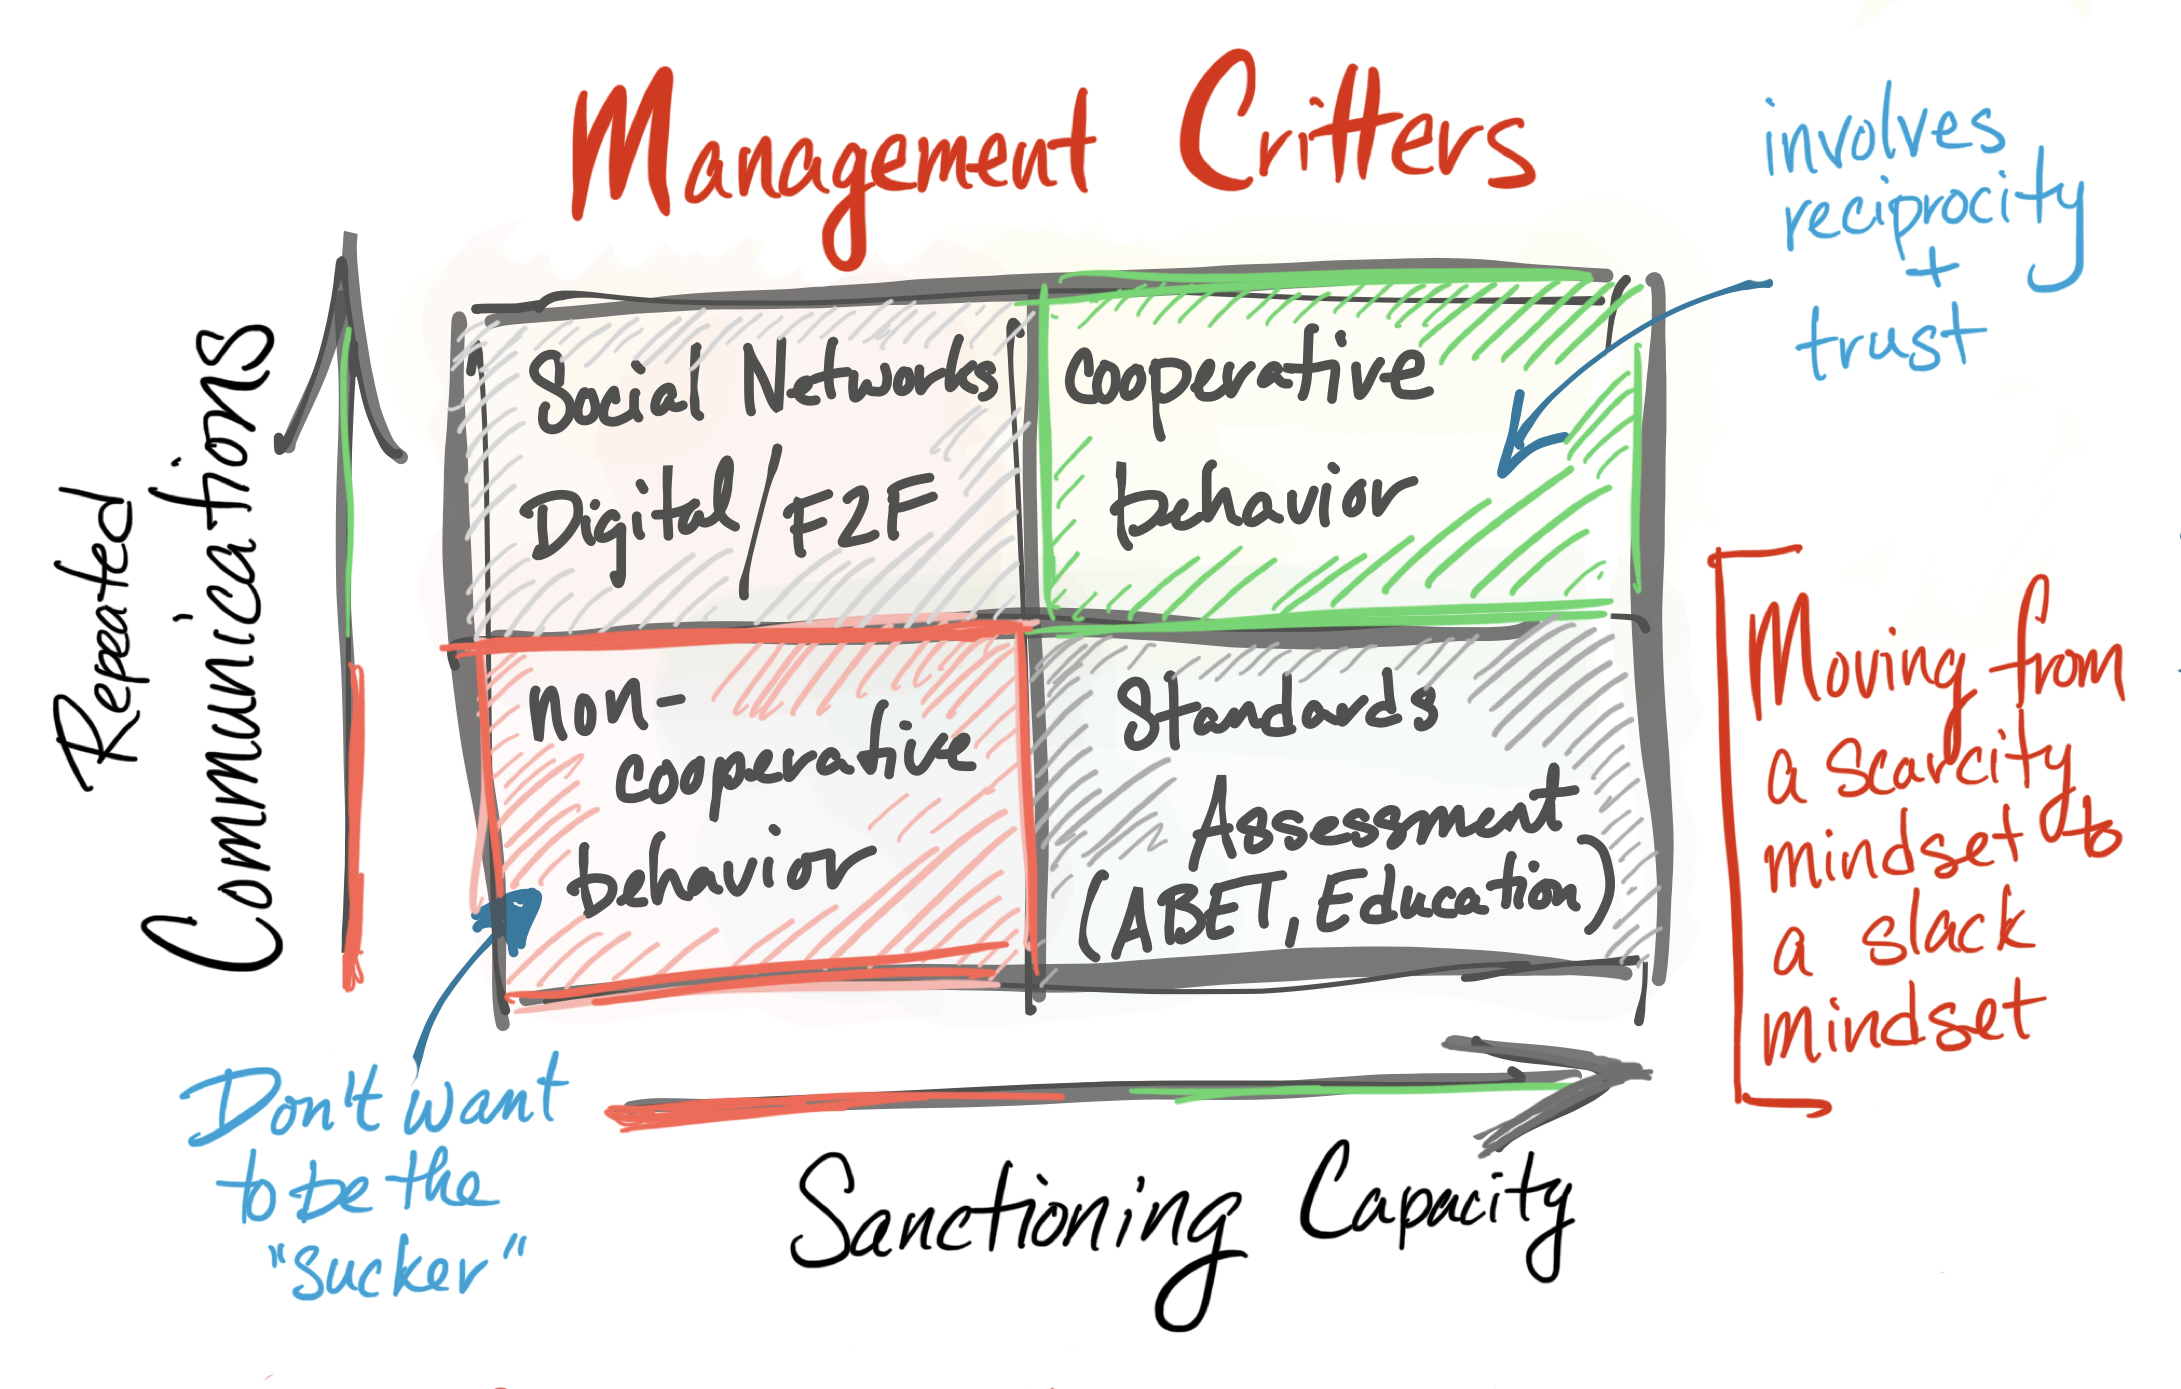 Management Critters
involves
reciprocity
+
trust
Repeated
Communications
Social Networks
Digital/F2F
cooperative
behavior
non-
cooperative
behavior
Standards
Assessment
(ABET, Education)
Moving from
a scarcity
mindset to
a slack
mindset
Don't want
to be the
"sucker"
Sanctioning Capacity